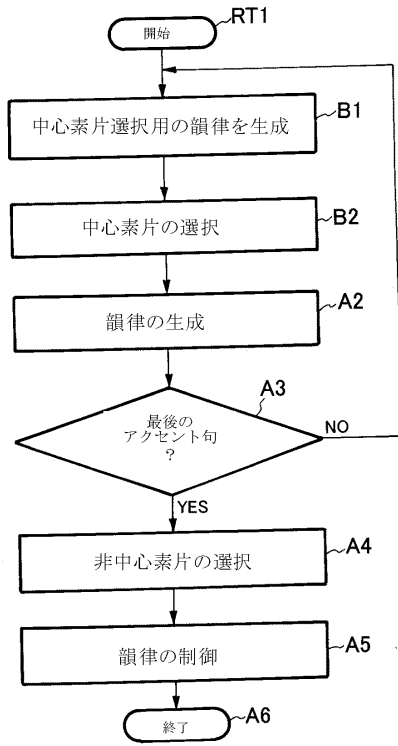 開始
RT1
中心素片選択用の韻律を生成
B1
中心素片の選択
B2
韻律の生成
A2
A3
最後の
アクセント句
?
NO
YES
非中心素片の選択
A4
韻律の制御
A5
終了
A6